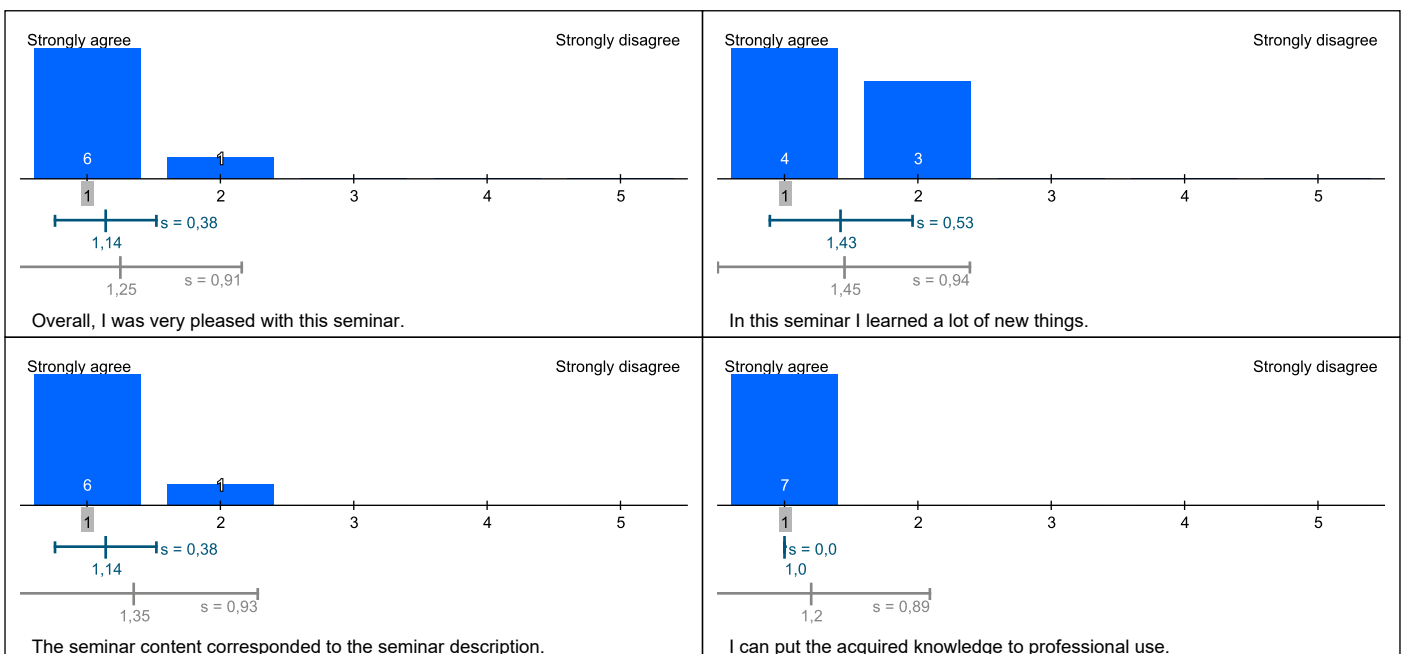 Strongly agree Strongly disagree
6 1
1 2 3 4 5
s = 0,38
1,14
s = 0,91
1,25
Overall, I was very pleased with this seminar.
Strongly agree Strongly disagree
4 3
1 2 3 4 5
s = 0,53
1,43
s = 0,94
1,45
In this seminar I learned a lot of new things.
Strongly agree Strongly disagree
6 1
1 2 3 4 5
s = 0,38
1,14
s = 0,93
1,35
The seminar content corresponded to the seminar description.
Strongly agree Strongly disagree
7
1 2 3 4 5
s = 0,0
1,0
s = 0,89
1,2
I can put the acquired knowledge to professional use.